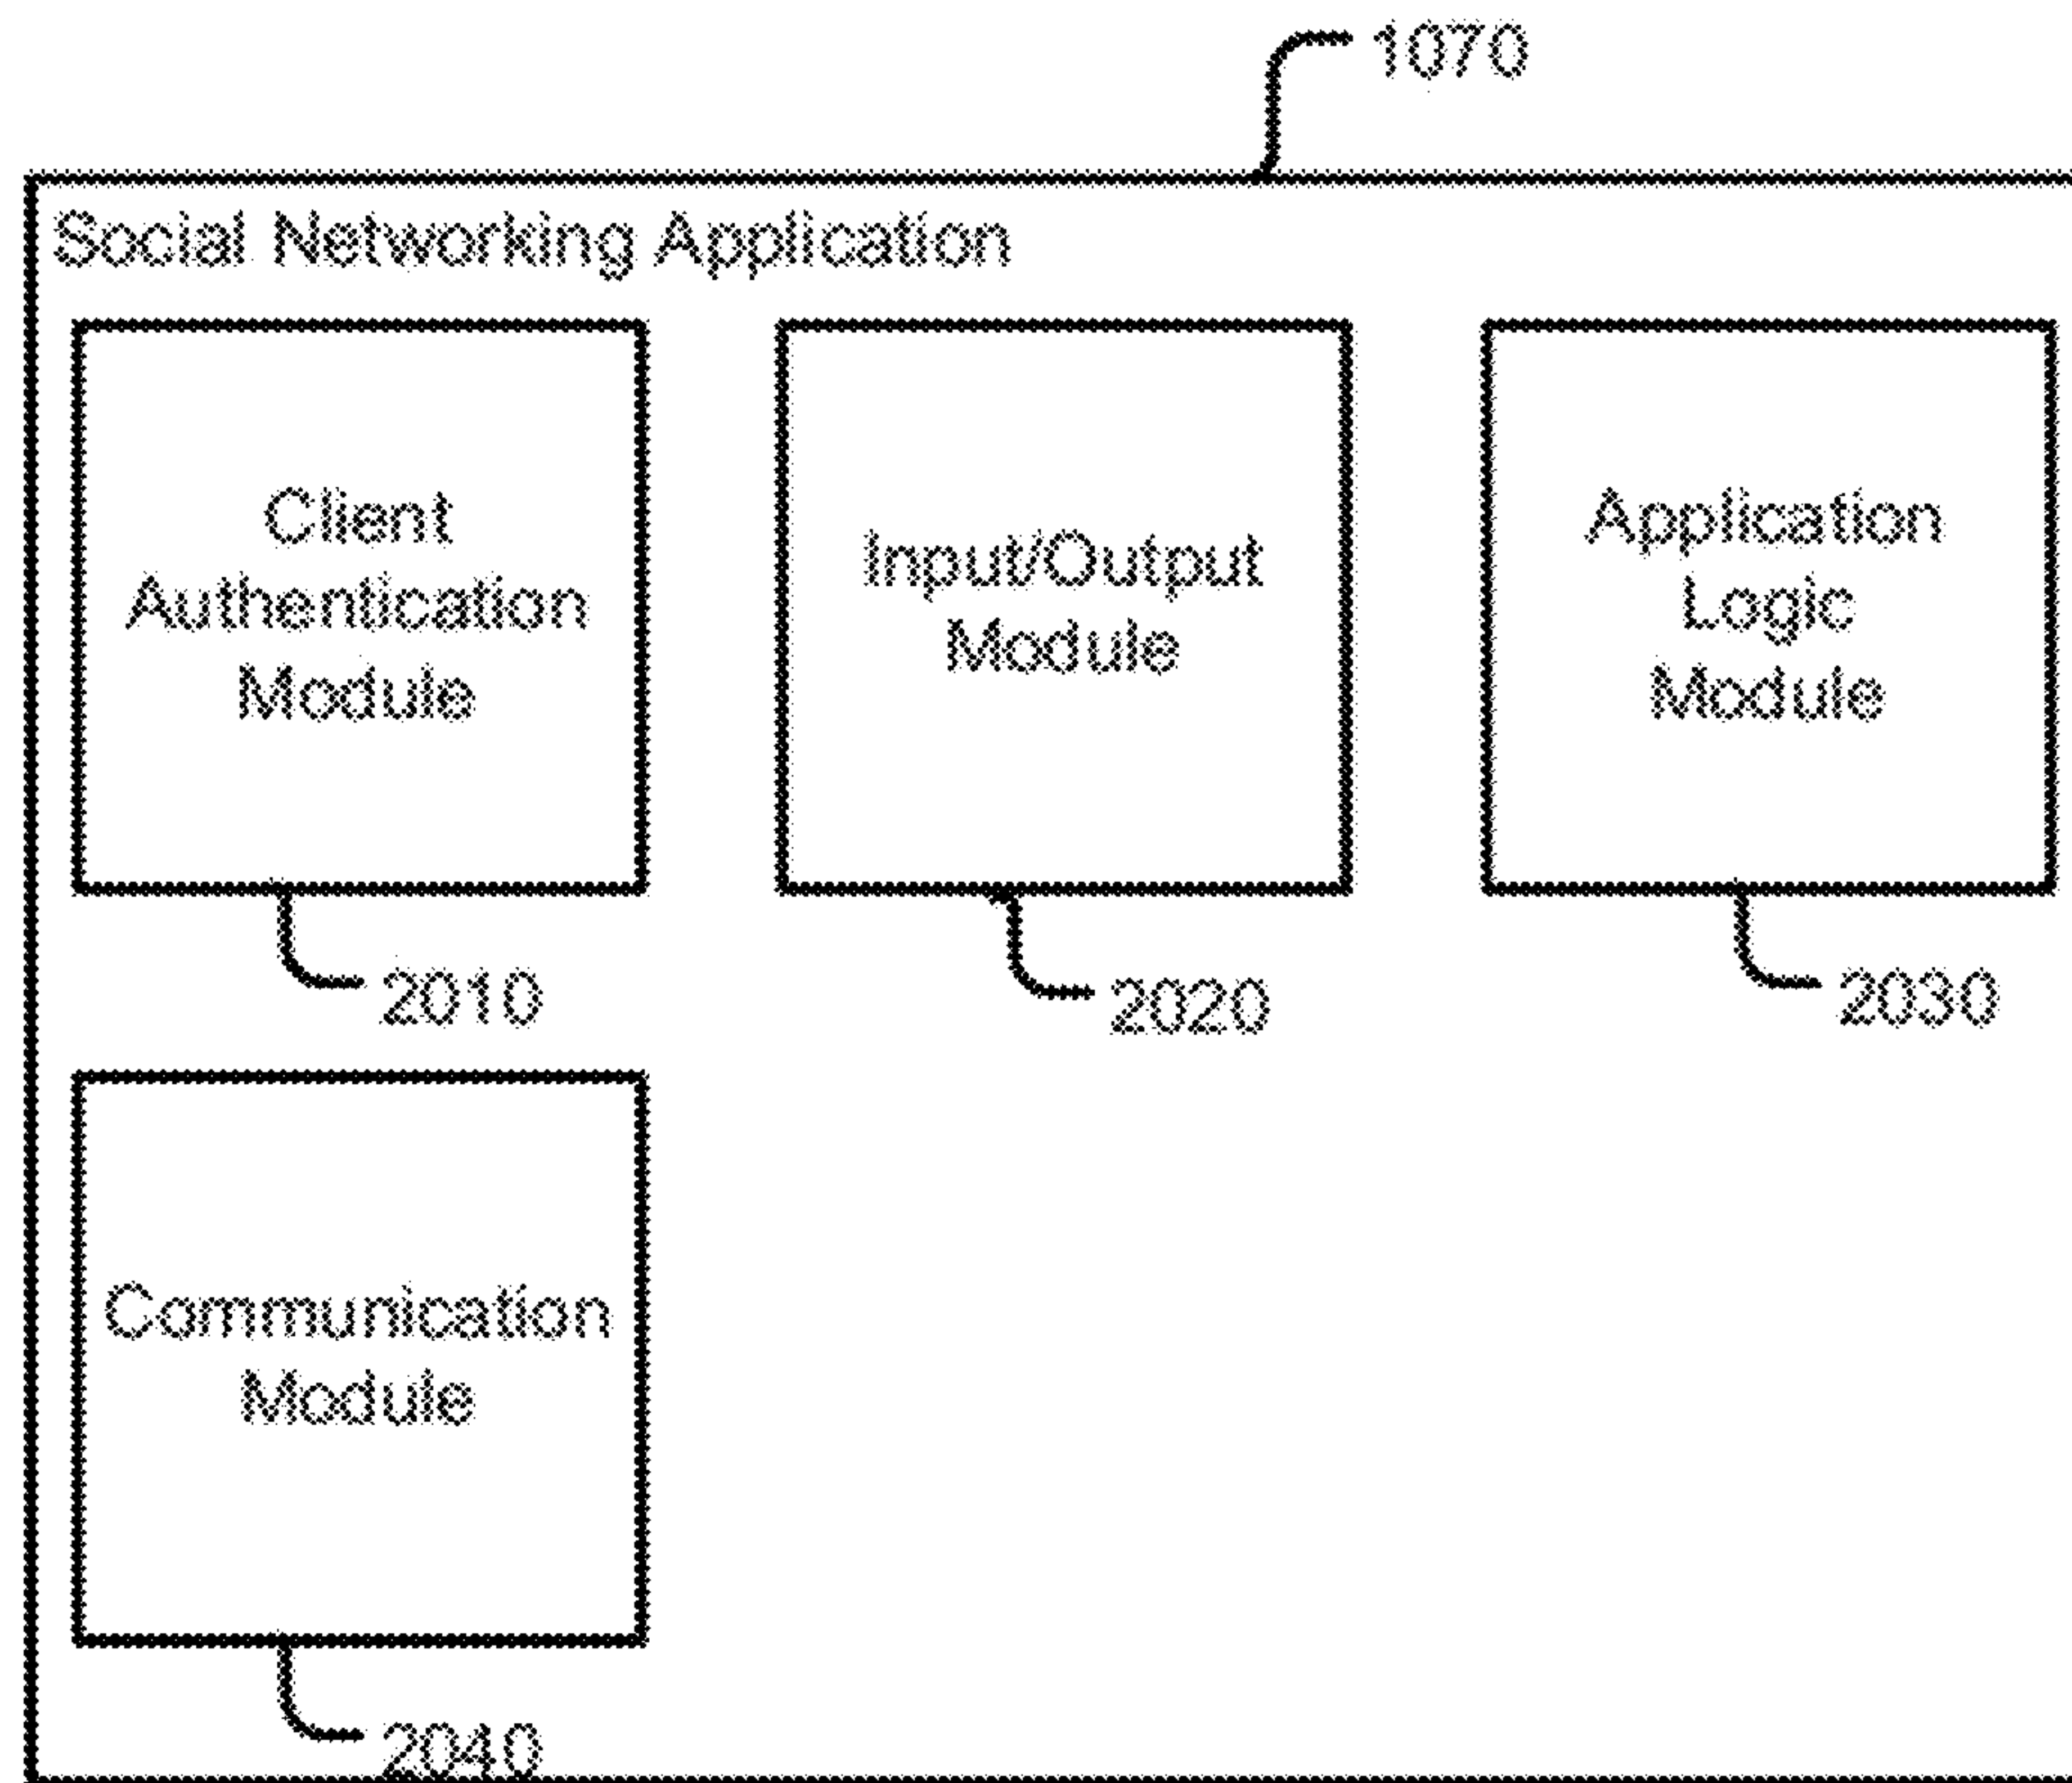 1070
Social Networking Application
Client
Authentication
Module
2010
Input/Output
Module
2020
Application
Logic
Module
2030
Communication
Module
2040